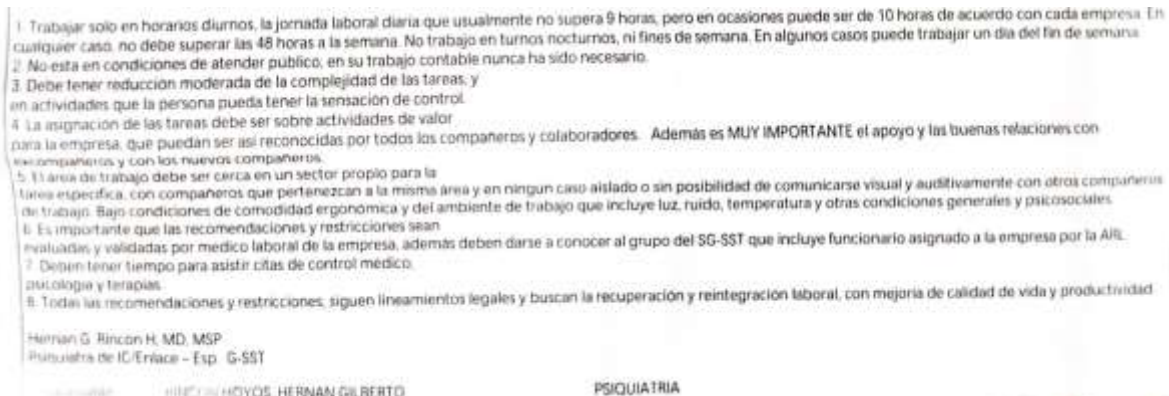 1. Trabajar solo en horarios diurnos, la jornada laboral diaria que usualmente no supera 9 horas, pero en ocasiones puede ser de 10 horas de acuerdo con cada empresa. En
cualquier caso, no debe superar las 48 horas a la semana. No trabajo en turnos nocturnos, ni fines de semana. En algunos casos puede trabajar un dia del fin de semana.
2. No esta en condiciones de atender publico, en su trabajo contable nunca ha sido necesario.
3. Debe tener reduccion moderada de la complejidad de las tareas, y
en actividades que la persona pueda tener la sensación de control.
4. La asignación de las tareas debe ser sobre actividades de valor
para la empresa, que puedan ser asi reconocidas por todos los compañeros y colaboradores. Además es MUY IMPORTANTE el apoyo y las buenas relaciones con
excompañeros y con los nuevos compañeros.
5. El area de trabajo debe ser cerca en un sector propio para la
tarea especifica, con compañeros que pertenezcan a la misma area y en ningun caso aislado o sin posibilidad de comunicarse visual y auditivamente con otros compañeros
de trabajo. Bajo condiciones de comodidad ergonomica y del ambiente de trabajo que incluye luz, ruido, temperatura y otras condiciones generales y psicosociales.
6. Es importante que las recomendaciones y restricciones sean
evaluadas y validadas por medico laboral de la empresa, además deben darse a conocer al grupo del SG-SST que incluye funcionario asignado a la empresa por la ARL.
7. Deben tener tiempo para asistir citas de control médico,
psicologia y terapias.
8. Todas las recomendaciones y restricciones, siguen lineamientos legales y buscan la recuperación y reintegración laboral, con mejoria de calidad de vida y productividad.
Hernan G. Rincon H, MD, MSP
Psiquiatra de IC/Enlace - Esp. G-SST
RINCON HOYOS, HERNAN GILBERTO PSIQUIATRIA